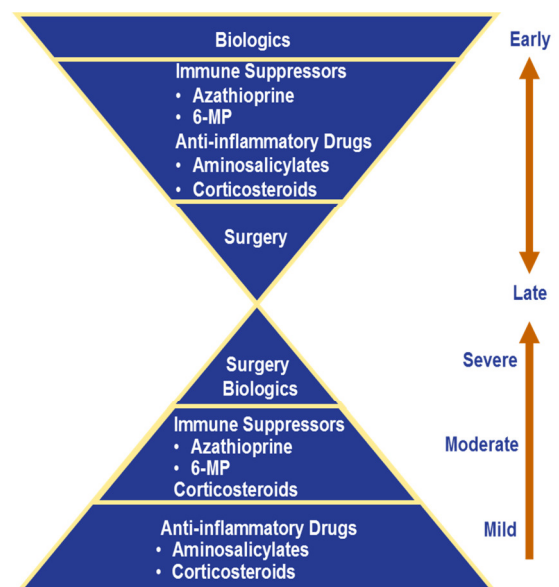 Biologics
Early
Immune Suppressors
• Azathioprine
• 6-MP
Anti-inflammatory Drugs
• Aminosalicylates
• Corticosteroids
Surgery
Late
Severe
Surgery
Biologics
Immune Suppressors
• Azathioprine
Moderate
• 6-MP
Corticosteroids
Anti-inflammatory Drugs
Mild
• Aminosalicylates
• Corticosteroids